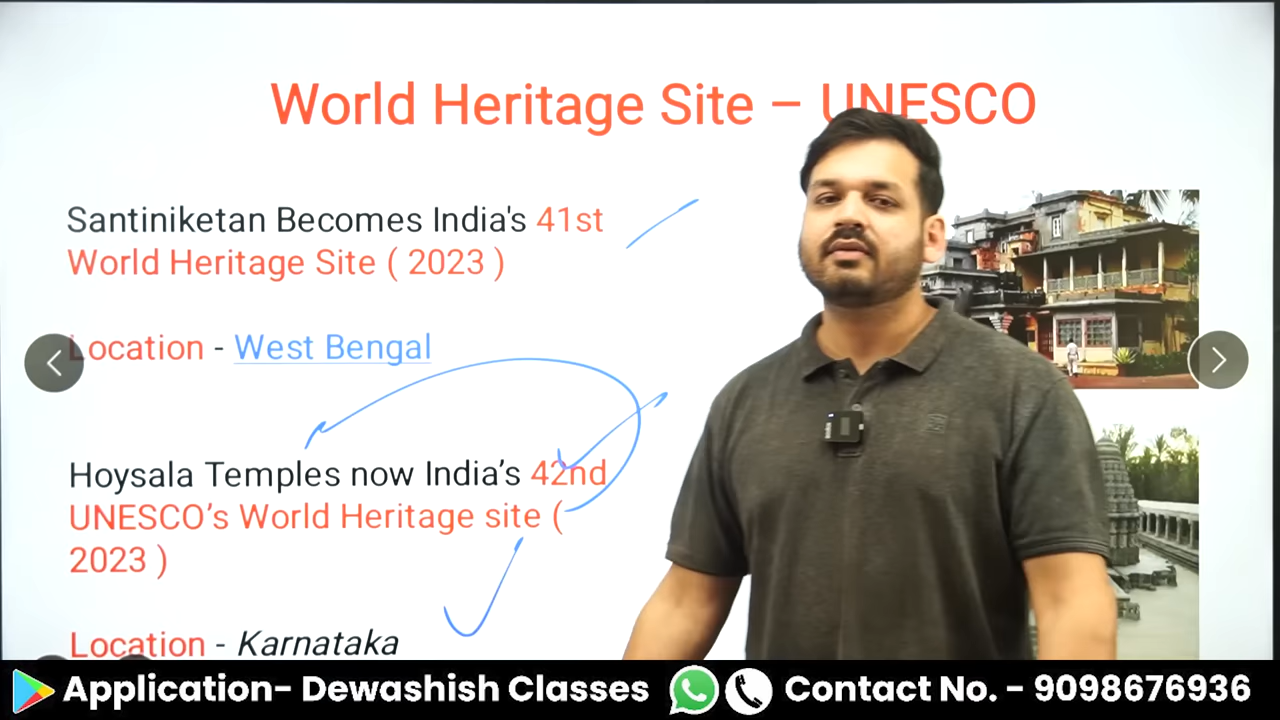 World Heritage Site – UNESCO
Santiniketan Becomes India's 41st
World Heritage Site ( 2023 )
Location - West Bengal
Hoysala Temples now India’s 42nd
UNESCO’s World Heritage site (
2023 )
Location - Karnataka
Application- Dewashish Classes
Contact No. - 9098676936